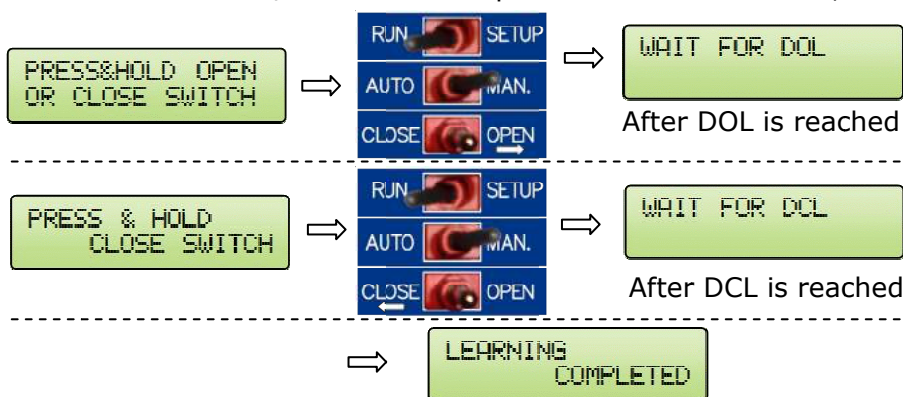 RUN SETUP
PRESS&HOLD OPEN
OR CLOSE SWITCH
AUTO MAN.
CLOSE OPEN
WAIT FOR DOL
After DOL is reached
RUN SETUP
PRESS & HOLD
CLOSE SWITCH
AUTO MAN.
CLOSE OPEN
WAIT FOR DCL
After DCL is reached
LEARNING
COMPLETED